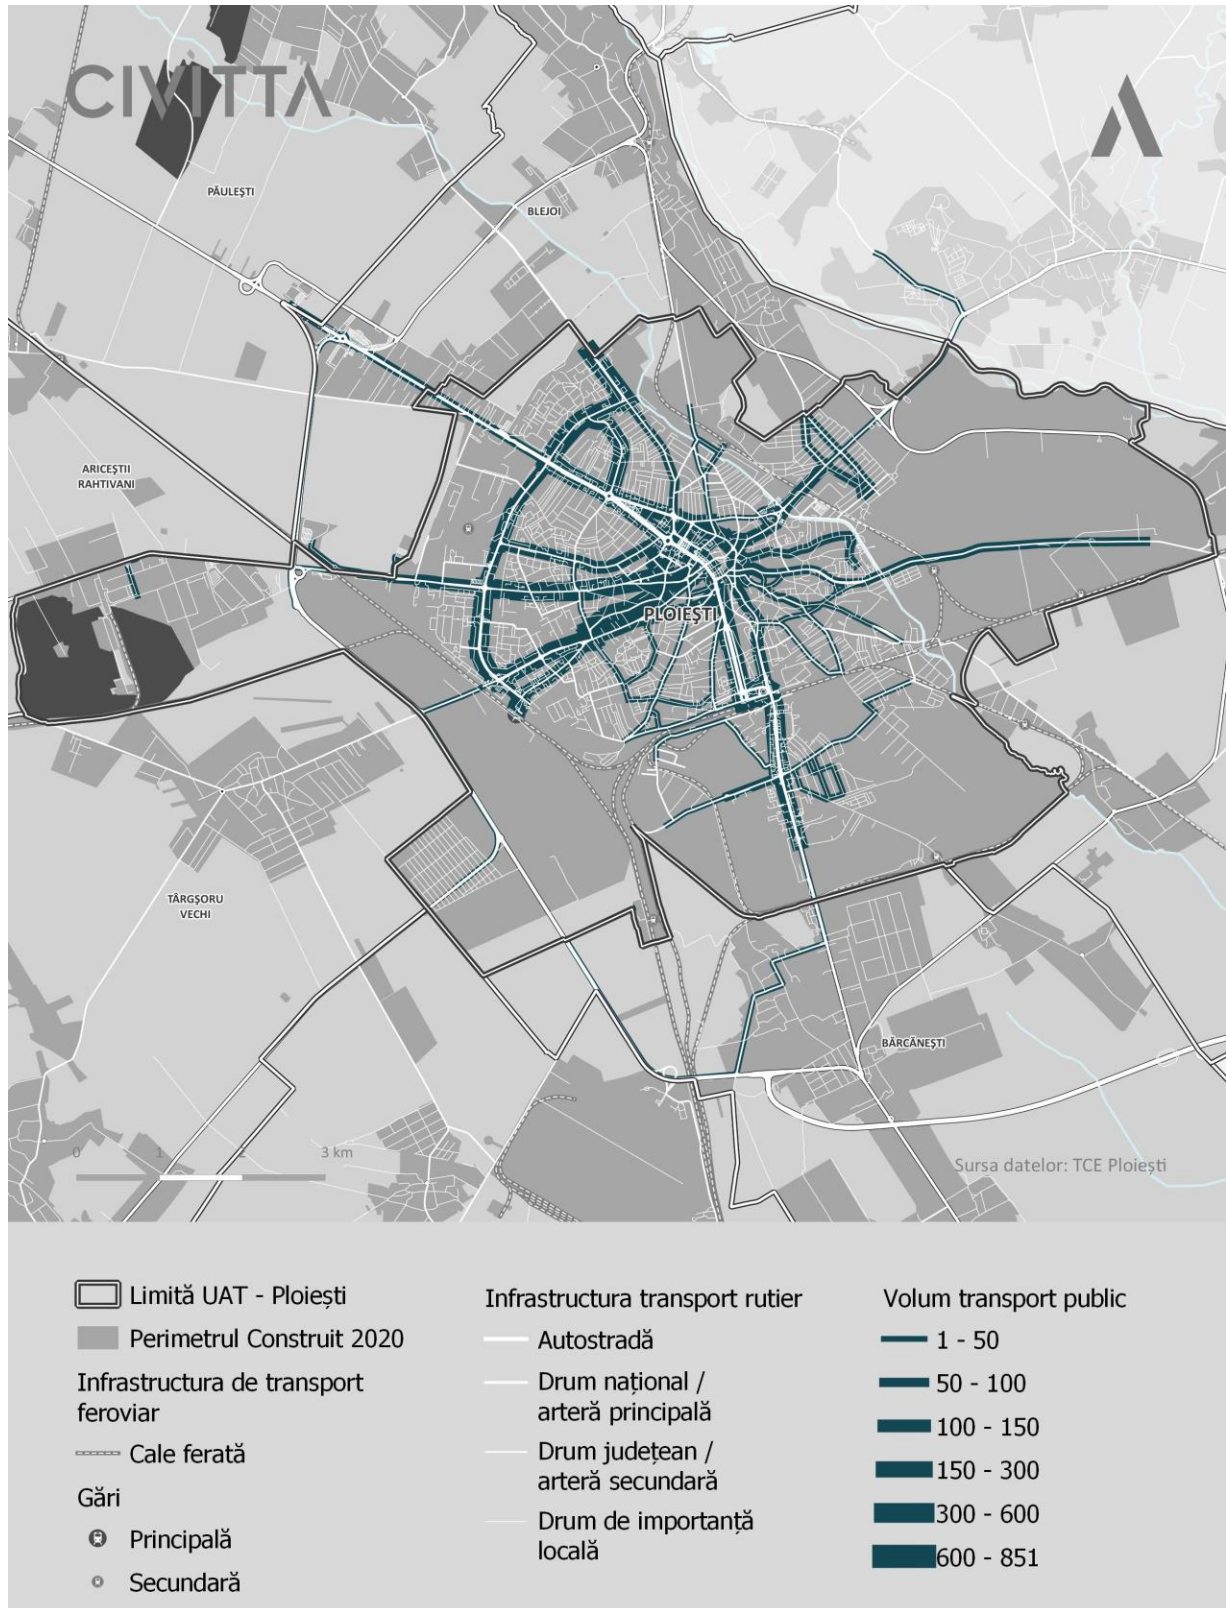 CIVITTA
PĂULEȘTI
BLEJOI
ARICEȘTII
RAHTIVANI
PLOIEȘTI
TÂRGȘORU
VECHI
BĂRCĂNEȘTI
0 1 2 3 km
Sursa datelor: TCE Ploiești
Limită UAT - Ploiești
Perimetrul Construit 2020
Infrastructura de transport
feroviar
Cale ferată
Gări
Principală
Secundară
Infrastructura transport rutier
Autostradă
Drum național /
arteră principală
Drum județean /
arteră secundară
Drum de importanță
locală
Volum transport public
1 - 50
50 - 100
100 - 150
150 - 300
300 - 600
600 - 851